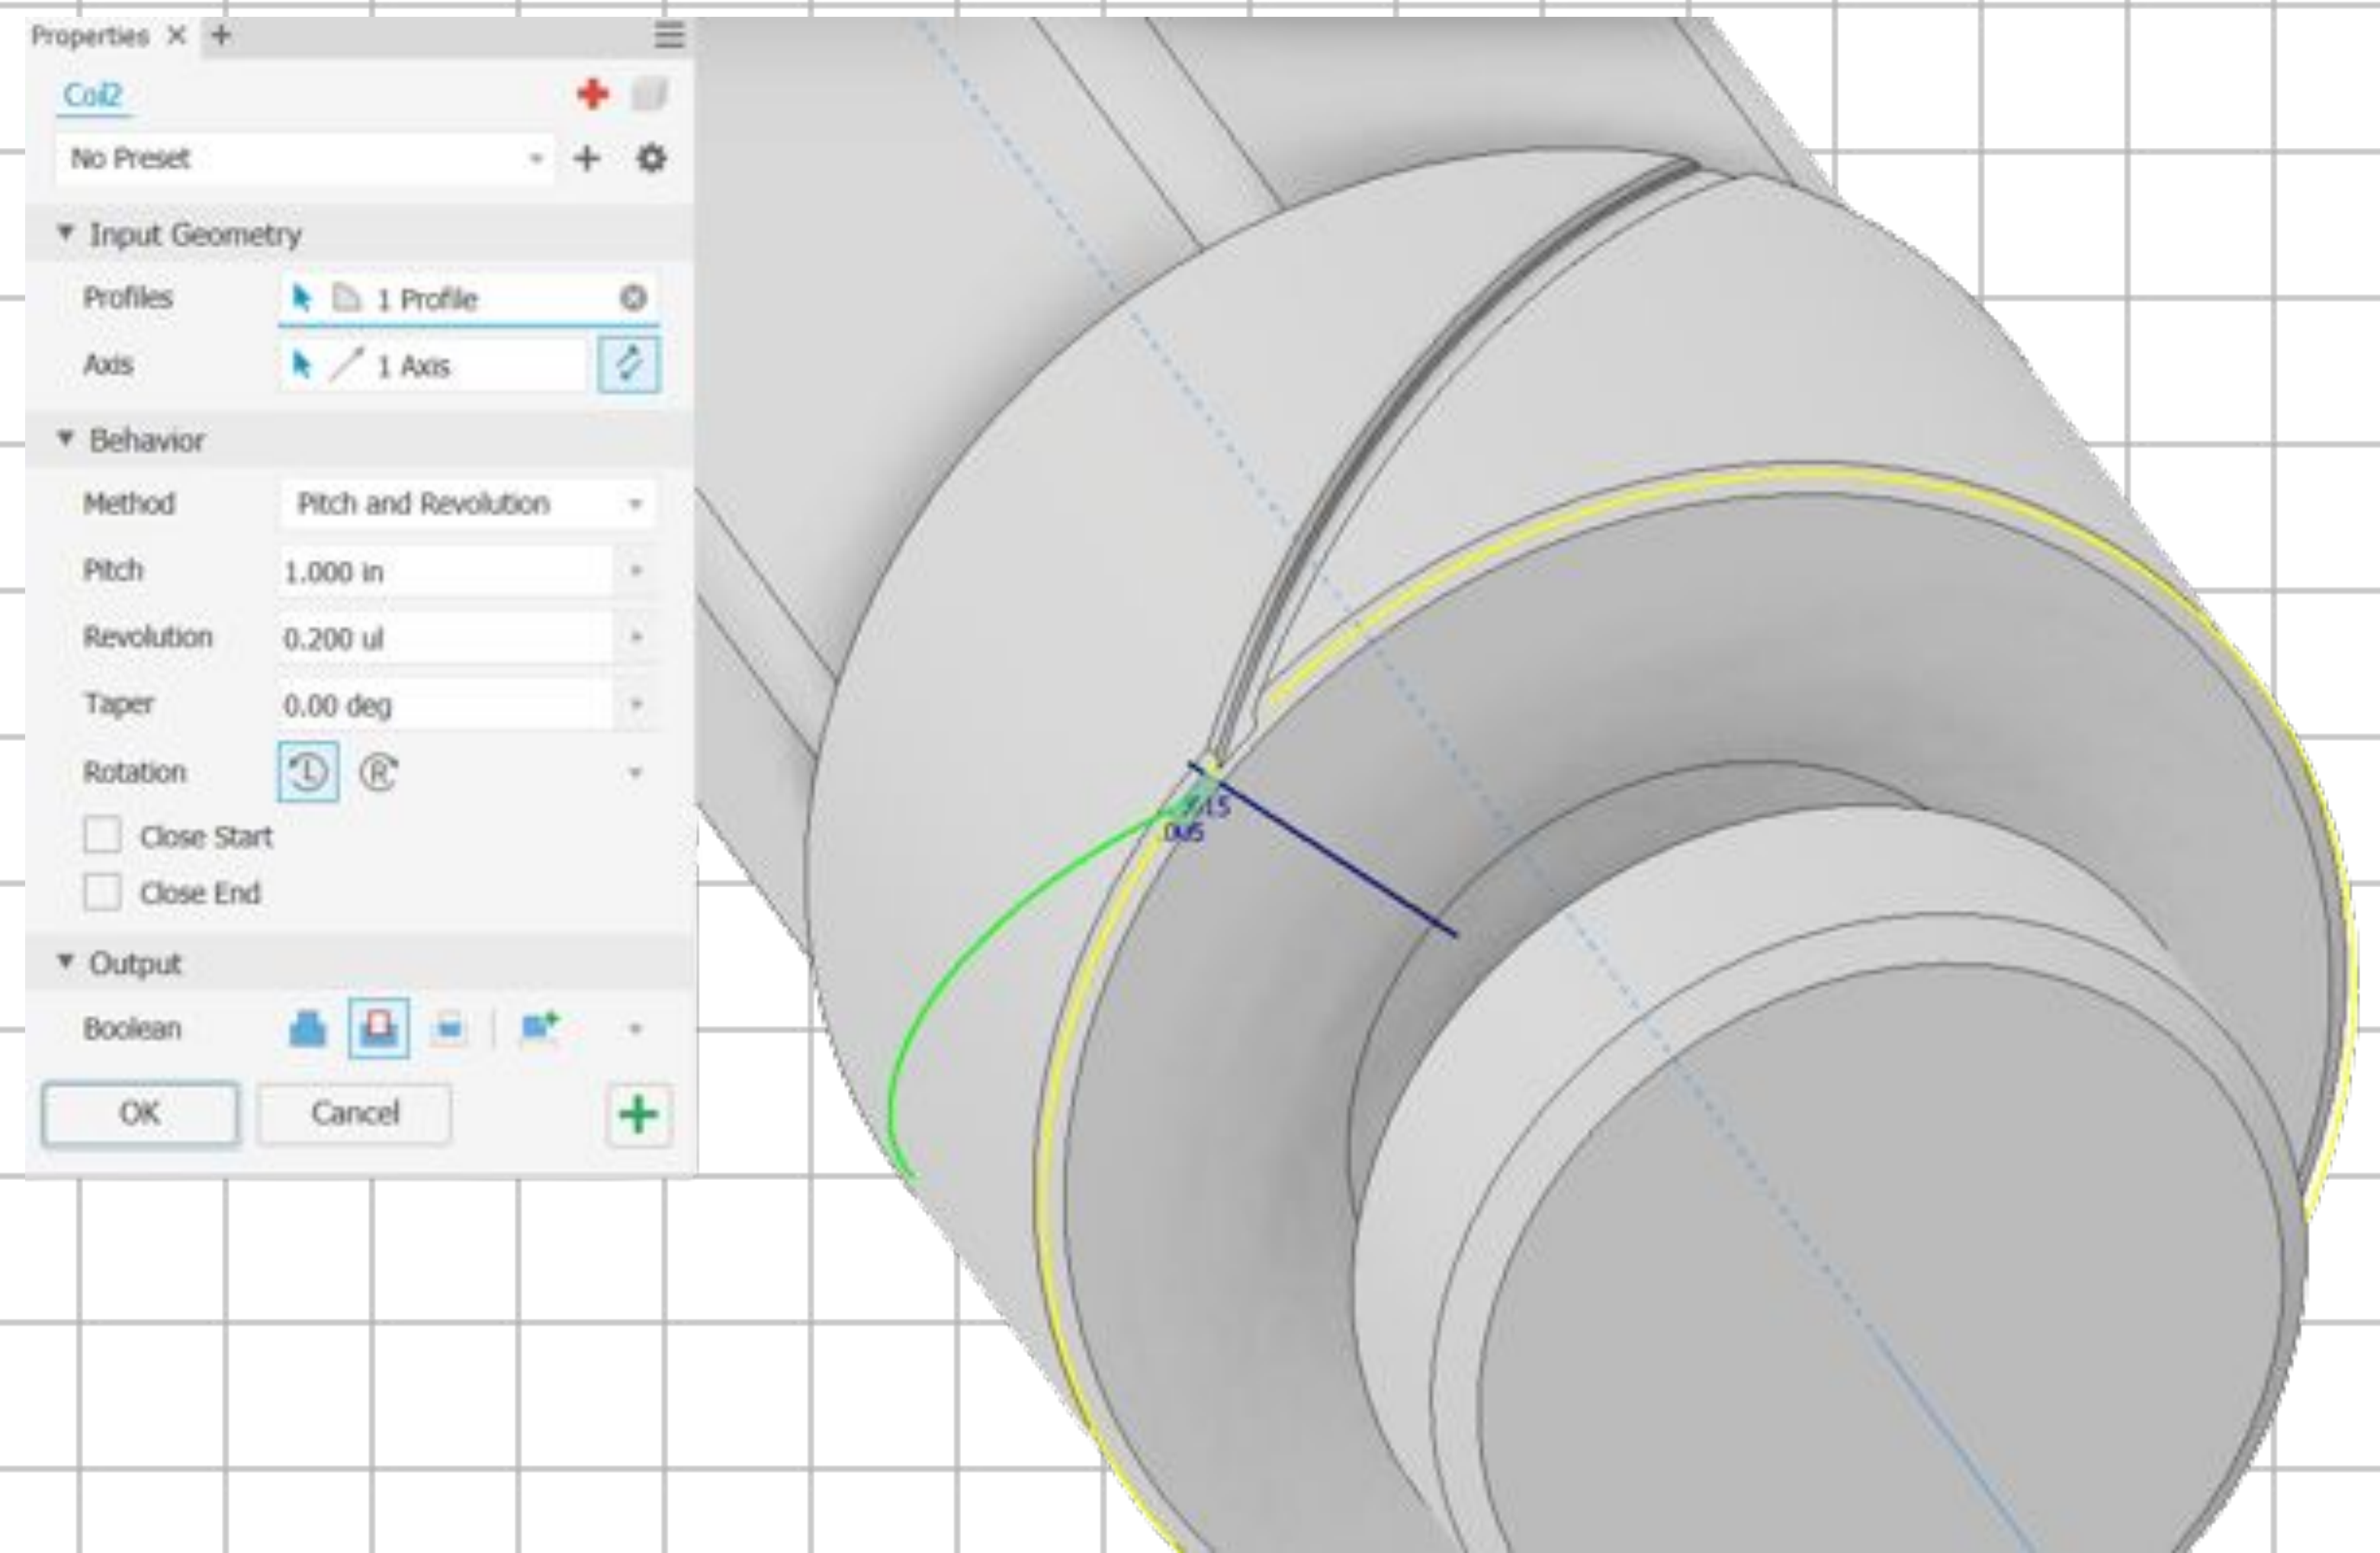 Properties
Coil2
No Preset
Input Geometry
Profiles 1 Profile
Axis 1 Axis
Behavior
Method Pitch and Revolution
Pitch 1.000 in
Revolution 0.200 ul
Taper 0.00 deg
Rotation L R
Close Start
Close End
Output
Boolean
OK Cancel
.015
.005